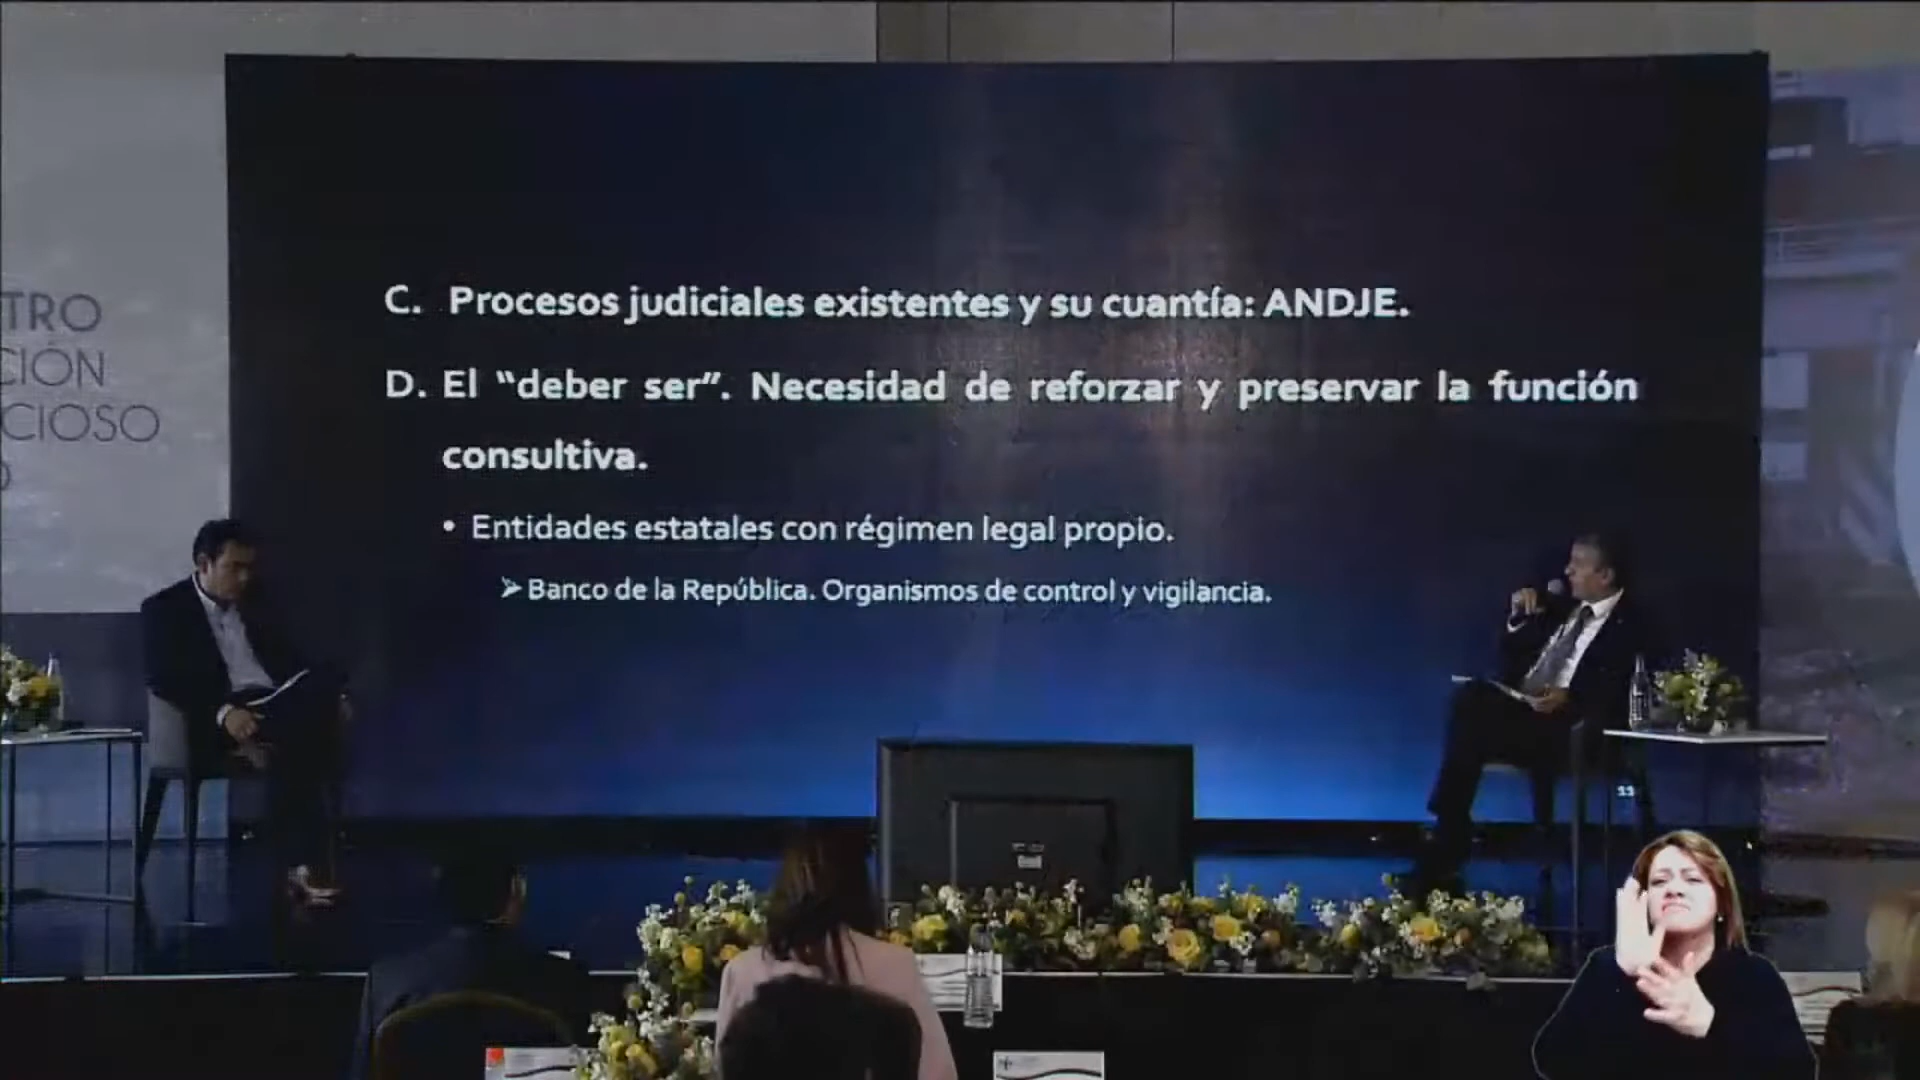 TRO
CIÓN
CIOSO
C. Procesos judiciales existentes y su cuantía: ANDJE.
D. El “deber ser”. Necesidad de reforzar y preservar la función
consultiva.
• Entidades estatales con régimen legal propio.
➢ Banco de la República. Organismos de control y vigilancia.
11